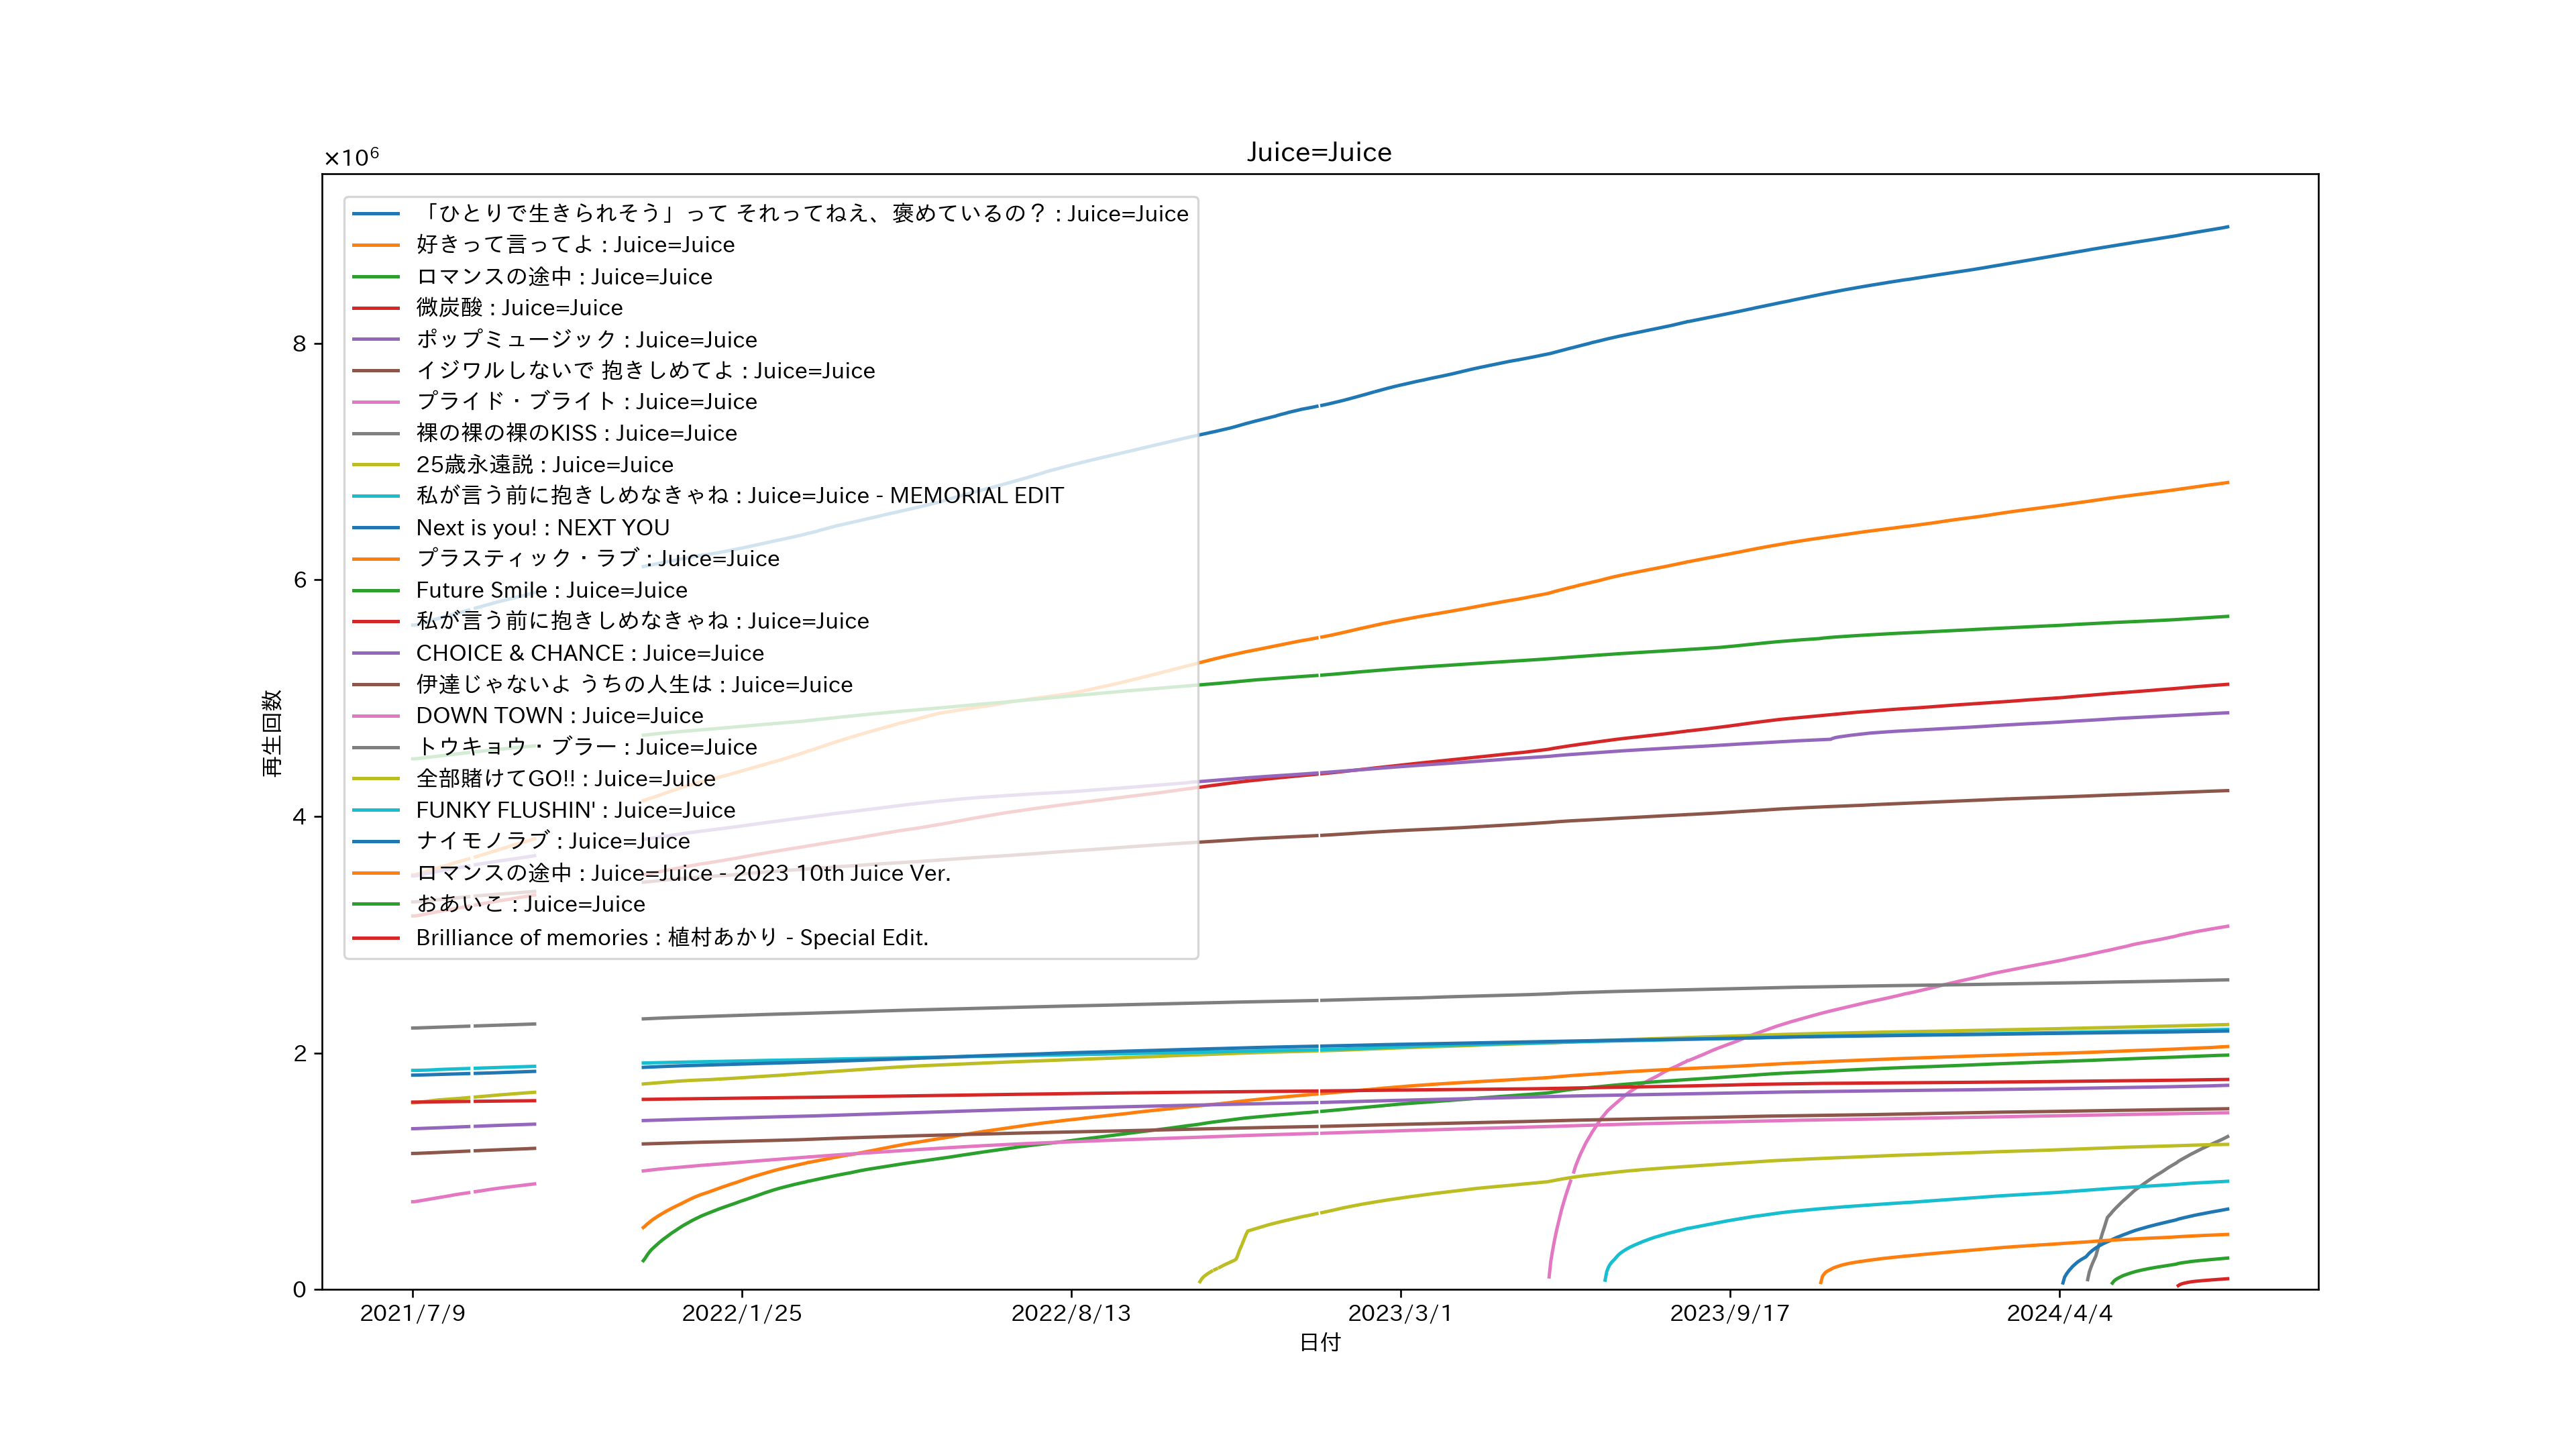 Juice=Juice
×10⁶
「ひとりで生きられそう」って それってねえ、褒めているの？ : Juice=Juice
好きって言ってよ : Juice=Juice
ロマンスの途中 : Juice=Juice
微炭酸 : Juice=Juice
ポップミュージック : Juice=Juice
イジワルしないで 抱きしめてよ : Juice=Juice
プライド・ブライト : Juice=Juice
裸の裸の裸のKISS : Juice=Juice
25歳永遠説 : Juice=Juice
私が言う前に抱きしめなきゃね : Juice=Juice - MEMORIAL EDIT
Next is you! : NEXT YOU
プラスティック・ラブ : Juice=Juice
Future Smile : Juice=Juice
私が言う前に抱きしめなきゃね : Juice=Juice
CHOICE & CHANCE : Juice=Juice
伊達じゃないよ うちの人生は : Juice=Juice
DOWN TOWN : Juice=Juice
トウキョウ・ブラー : Juice=Juice
全部賭けてGO!! : Juice=Juice
FUNKY FLUSHIN' : Juice=Juice
ナイモノラブ : Juice=Juice
ロマンスの途中 : Juice=Juice - 2023 10th Juice Ver.
おあいこ : Juice=Juice
Brilliance of memories : 植村あかり - Special Edit.
再生回数
8
6
4
2
0
2021/7/9
2022/1/25
2022/8/13
2023/3/1
2023/9/17
2024/4/4
日付